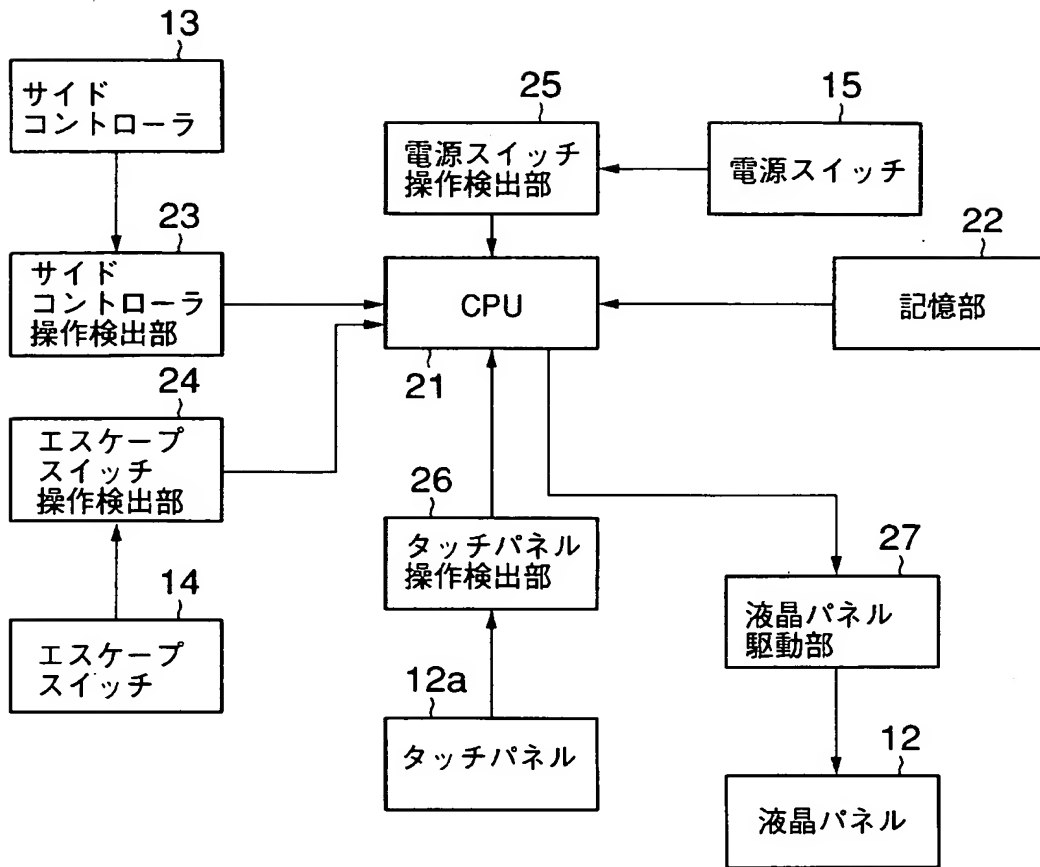 13
サイド
コントローラ
25
電源スイッチ
操作検出部
15
電源スイッチ
23
サイド
コントローラ
操作検出部
CPU
21
22
記憶部
24
エスケープ
スイッチ
操作検出部
26
タッチパネル
操作検出部
27
液晶パネル
駆動部
14
エスケープ
スイッチ
12a
タッチパネル
12
液晶パネル